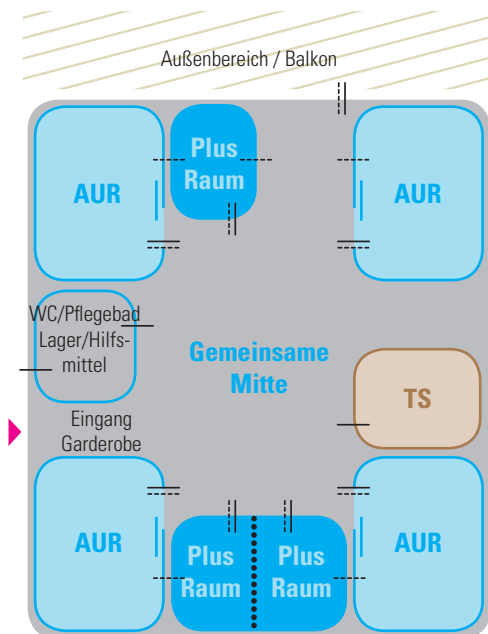 Außenbereich / Balkon
Plus
Raum
AUR
AUR
WC/Pflegebad
Lager/Hilfs-
mittel
Gemeinsame
Mitte
TS
Eingang
Garderobe
AUR
Plus
Raum
Plus
Raum
AUR